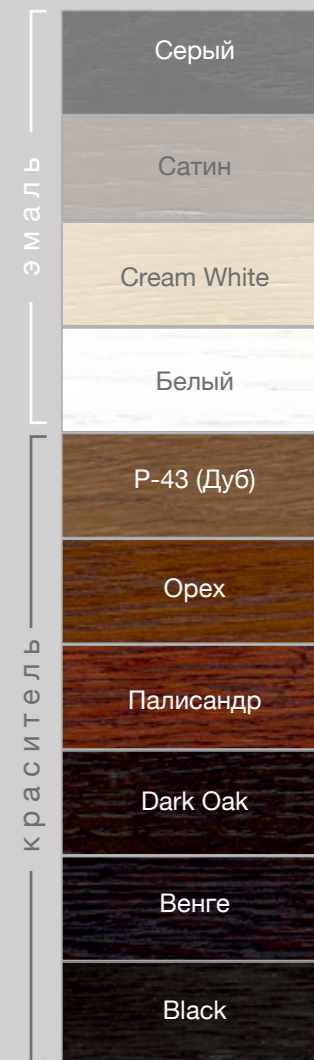 эмаль
Серый
Сатин
Cream White
Белый
краситель
Р-43 (Дуб)
Орех
Палисандр
Dark Oak
Венге
Black